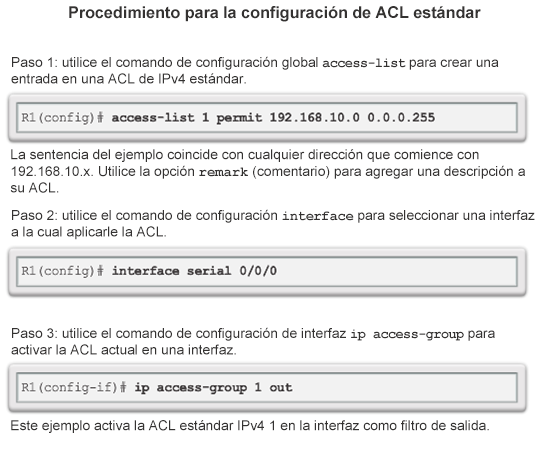 Procedimiento para la configuración de ACL estándar
Paso 1: utilice el comando de configuración global access-list para crear una
entrada en una ACL de IPv4 estándar.
R1(config)# access-list 1 permit 192.168.10.0 0.0.0.255
La sentencia del ejemplo coincide con cualquier dirección que comience con
192.168.10.x. Utilice la opción remark (comentario) para agregar una descripción a
su ACL.
Paso 2: utilice el comando de configuración interface para seleccionar una interfaz
a la cual aplicarle la ACL.
R1(config)# interface serial 0/0/0
Paso 3: utilice el comando de configuración de interfaz ip access-group para
activar la ACL actual en una interfaz.
R1(config-if)# ip access-group 1 out
Este ejemplo activa la ACL estándar IPv4 1 en la interfaz como filtro de salida.